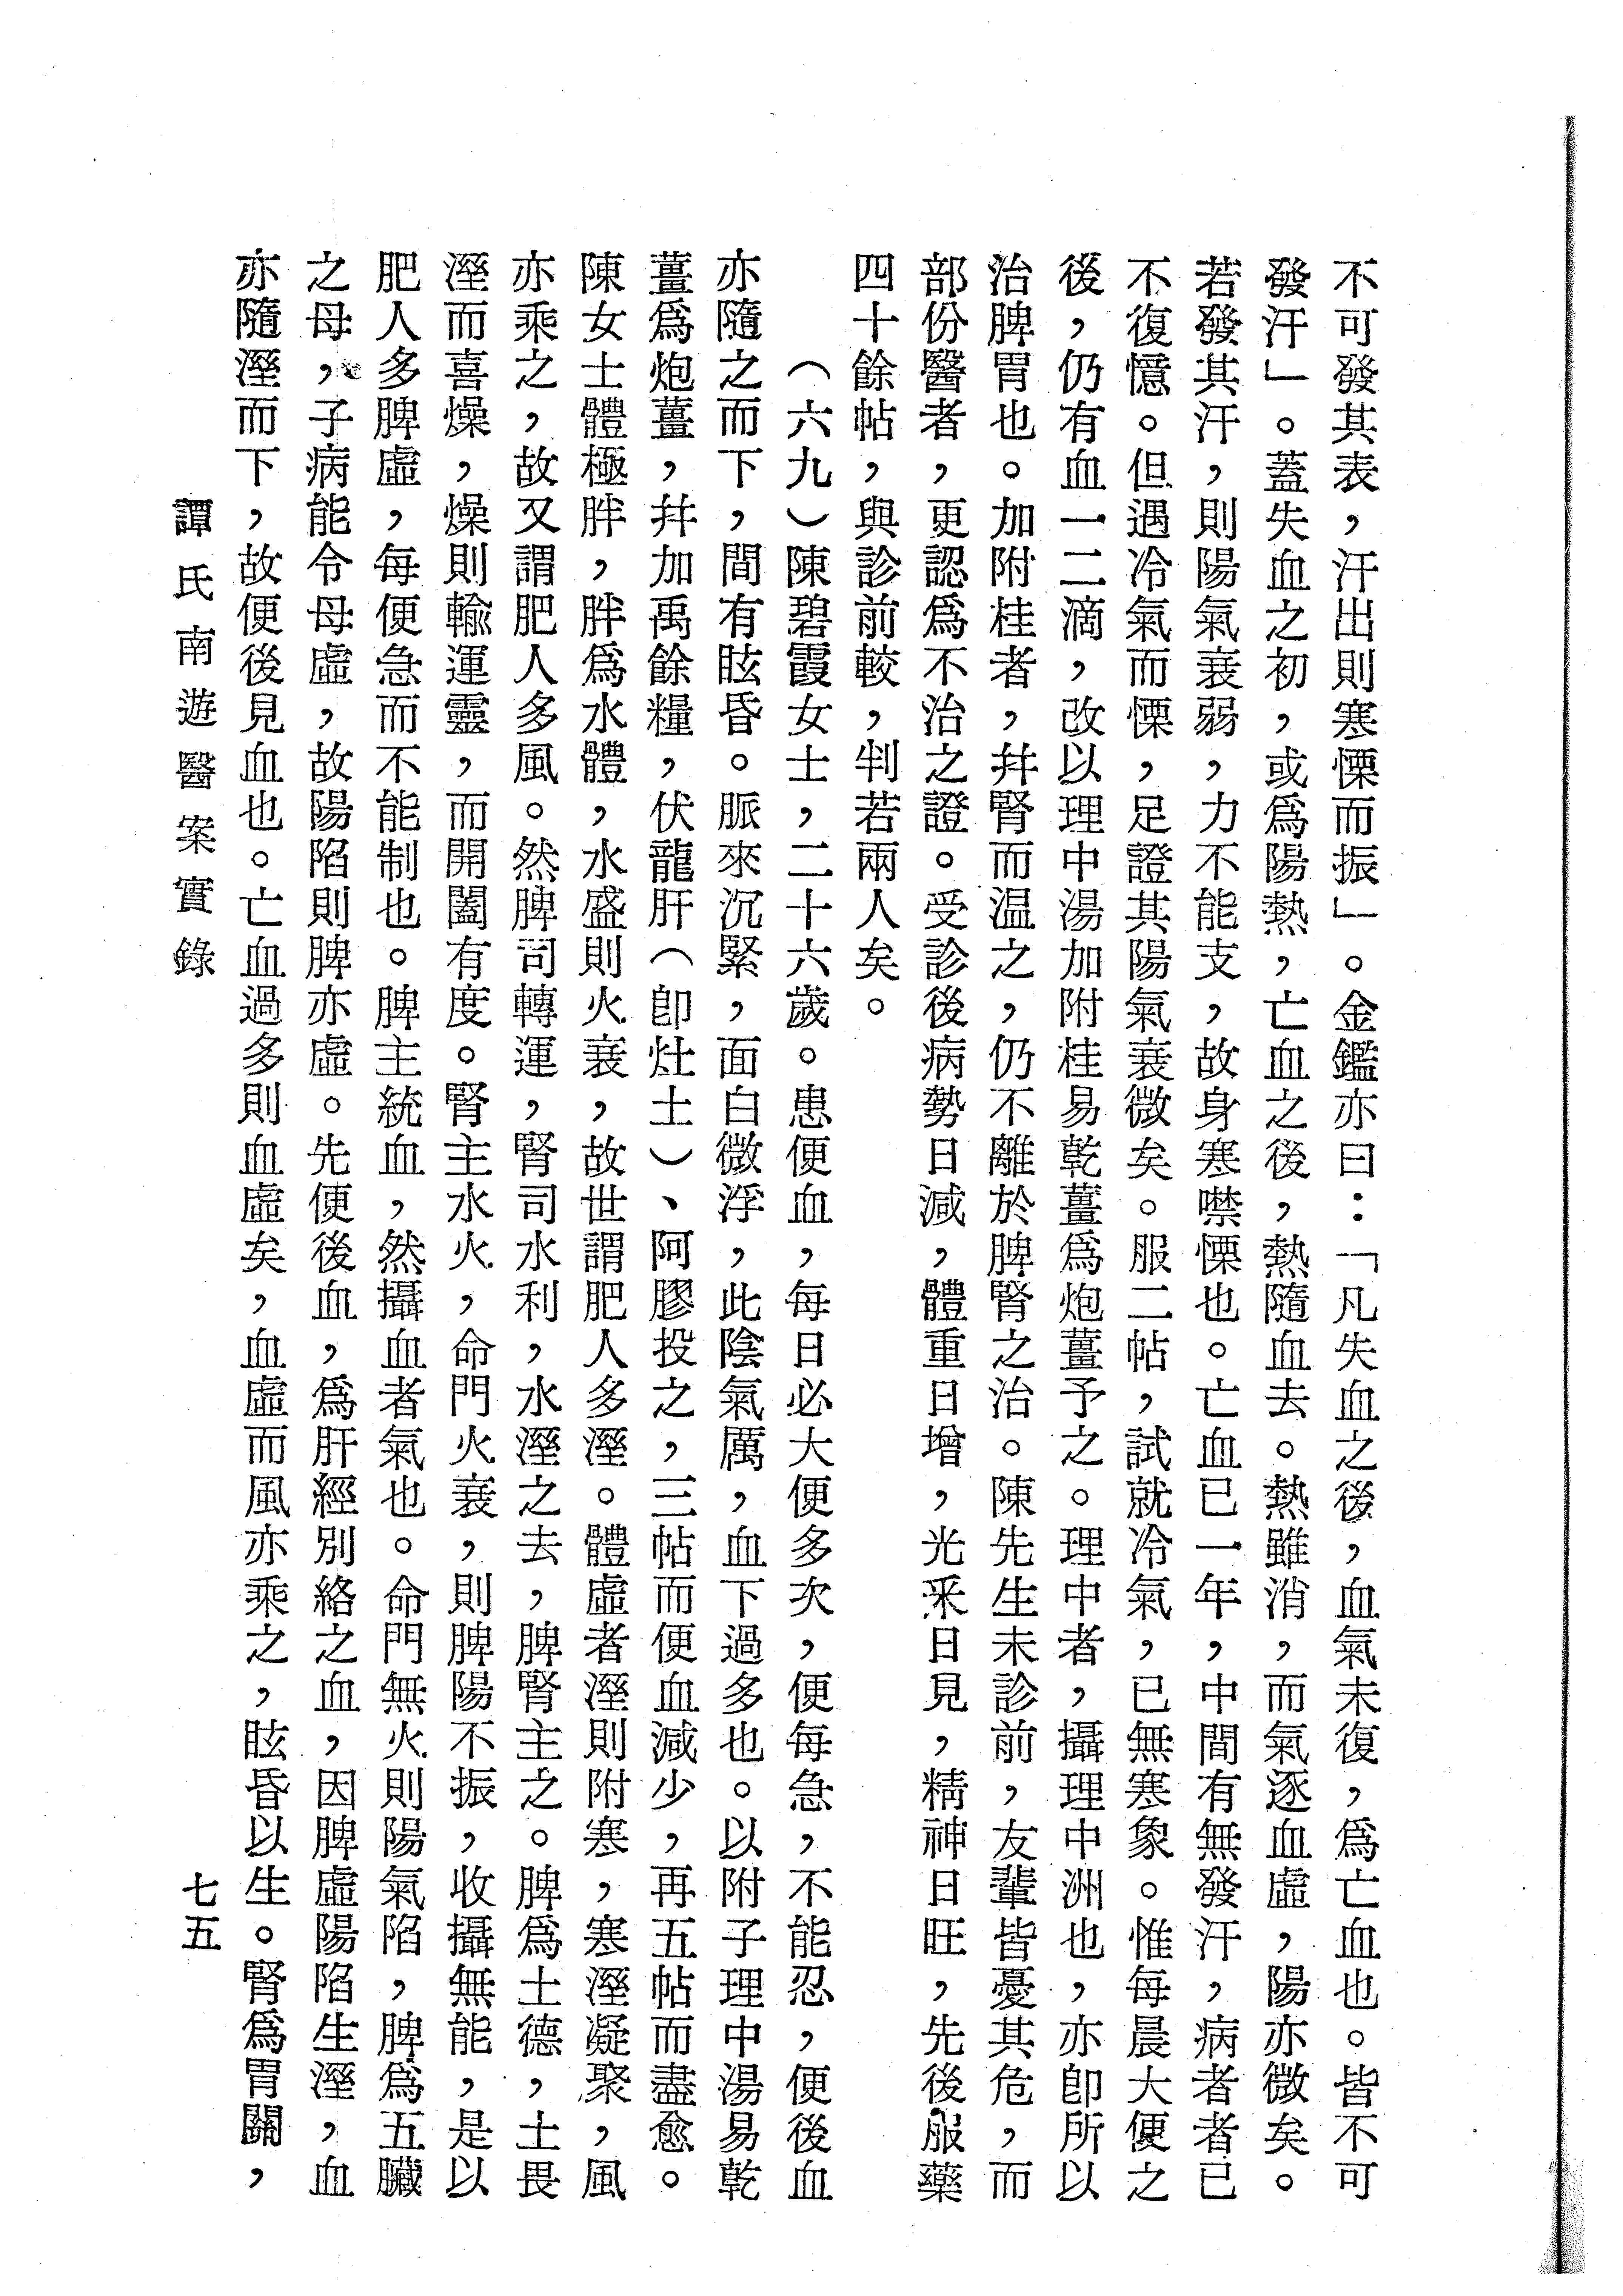 不可發其表，汗出則寒慄而振」。金鑑亦曰：「凡失血之後，血氣未復，爲亡血也。皆不可
發汗」。蓋失血之初，或爲陽熱，亡血之後，熱隨血去。熱雖消，而氣逐血虛，陽亦微矣。
若發其汗，則陽氣衰弱，力不能支，故身寒噤慄也。亡血已一年，中間有無發汗，病者者已
不復憶。但遇冷氣而慄，足證其陽氣衰微矣。服二帖，試就冷氣，已無寒象。惟每晨大便之
後，仍有血一二滴，改以理中湯加附桂易乾薑爲炮薑予之。理中者，攝理中洲也，亦卽所以
治脾胃也。加附桂者，幷腎而温之，仍不離於脾腎之治。陳先生未診前，友輩皆憂其危，而
部份醫者，更認爲不治之證。受診後病勢日減，體重日增，光釆日見，精神日旺，先後服藥
四十餘帖，與診前較，判若兩人矣。
（六九）陳碧霞女士，二十六歲。患便血，每日必大便多次，便每急，不能忍，便後血
亦隨之而下，間有眩昏。脈來沉緊，面白微浮，此陰氣厲，血下過多也。以附子理中湯易乾
薑爲炮薑，幷加禹餘糧，伏龍肝（卽灶土）、阿膠投之，三帖而便血減少，再五帖而盡愈。
陳女士體極胖，胖爲水體，水盛則火衰，故世謂肥人多溼。體虛者溼則附寒，寒溼凝聚，風
亦乘之，故又謂肥人多風。然脾司轉運，腎司水利，水溼之去，脾腎主之。脾爲土德，土畏
溼而喜燥，燥則輸運靈，而開闔有度。腎主水火，命門火衰，則脾陽不振，收攝無能，是以
肥人多脾虛，每便急而不能制也。脾主統血，然攝血者氣也。命門無火則陽氣陷，脾爲五臟
之母，子病能令母虛，故陽陷則脾亦虛。先便後血，爲肝經別絡之血，因脾虛陽陷生溼，血
亦隨溼而下，故便後見血也。亡血過多則血虛矣，血虛而風亦乘之，眩昏以生。腎爲胃關，
譚氏南遊醫案實錄
七五